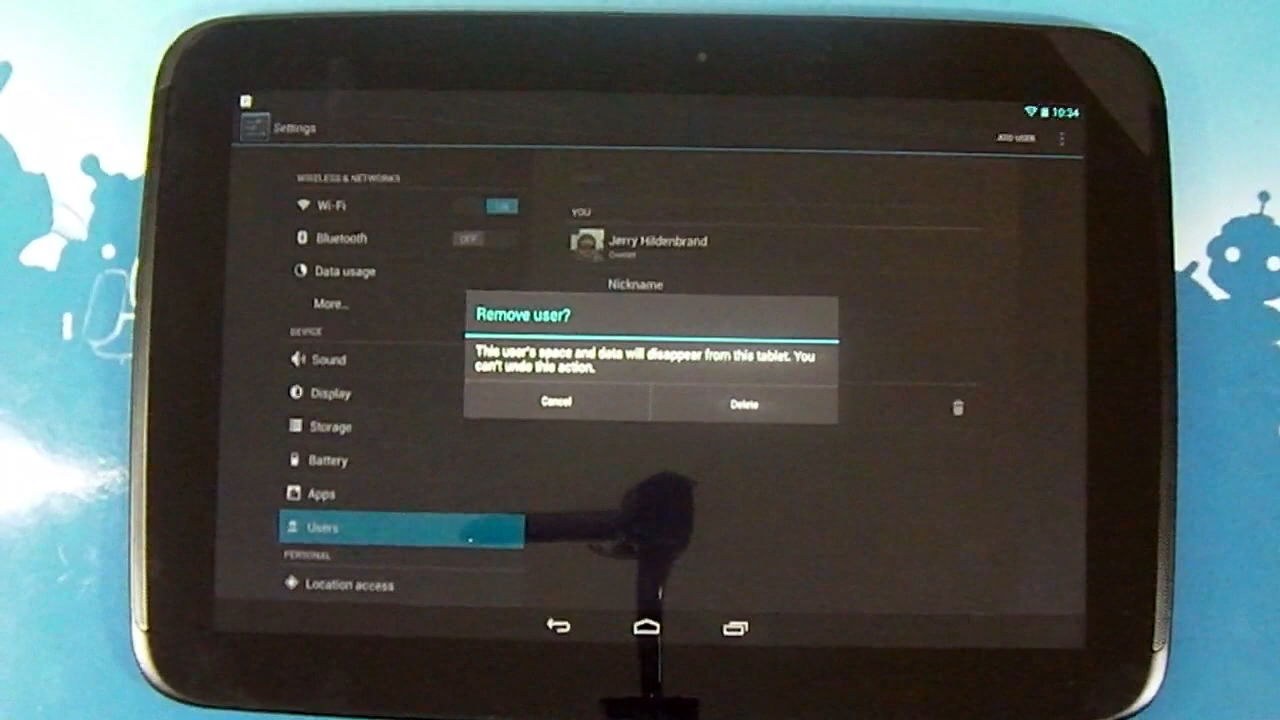 10:34
Settings
ADD USER
WIRELESS & NETWORKS
Wi-Fi
ON
Bluetooth
OFF
Data usage
More...
DEVICE
Sound
Display
Storage
Battery
Apps
Users
PERSONAL
Location access
YOU
Jerry Hildenbrand
Owner
Nickname
Remove user?
This user's space and data will disappear from this tablet. You
can't undo this action.
Cancel
Delete